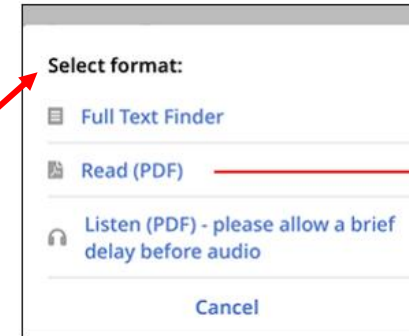 Select format:
Full Text Finder
Read (PDF)
Listen (PDF) - please allow a brief
delay before audio
Cancel